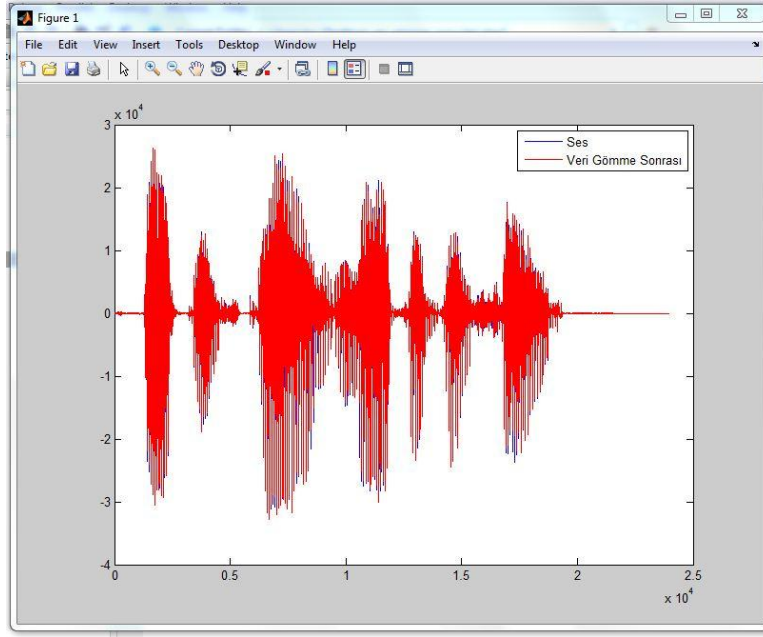 Figure 1
File Edit View Insert Tools Desktop Window Help
x 10^4
3
2
1
0
-1
-2
-3
-4
0 0.5 1 1.5 2 2.5
x 10^4
Ses
Veri Gömme Sonrası